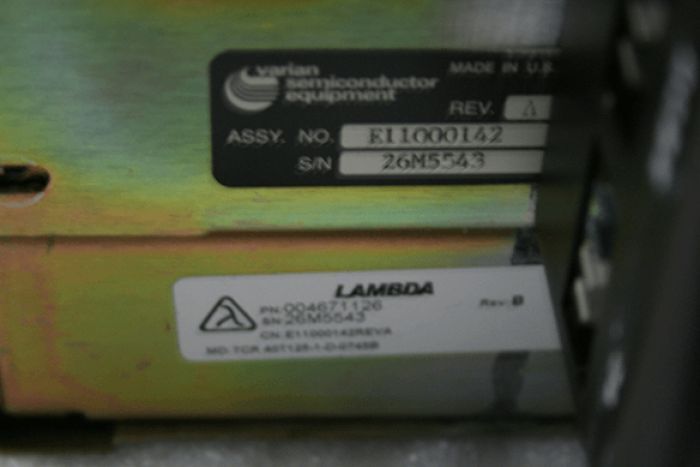 varian
semiconductor
equipment
MADE IN U.S.
REV. A
ASSY. NO. E11000142
S/N 26M5543
LAMBDA
PN:004671126
SN:26M5543
Rev:B
CN:E11000142REVA